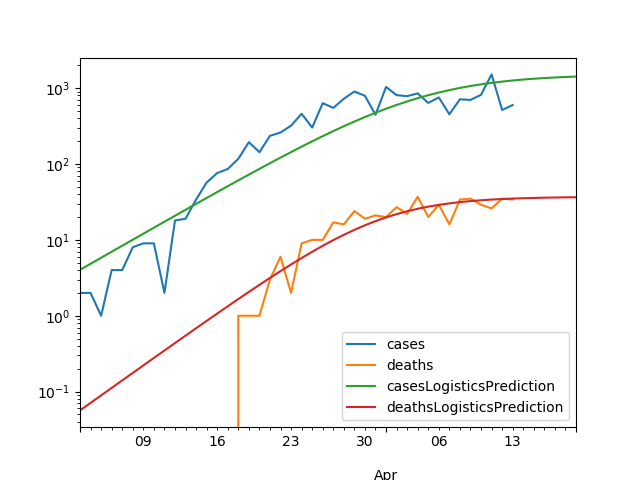 10³
10²
10¹
10⁰
10⁻¹
cases
deaths
casesLogisticsPrediction
deathsLogisticsPrediction
09 16 23 30 06 13
Apr